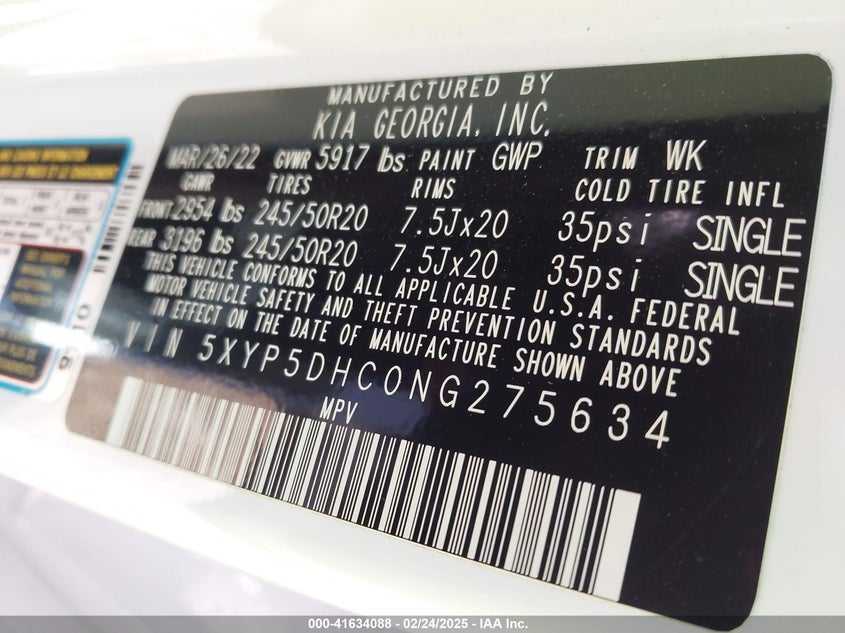 MANUFACTURED BY
KIA GEORGIA, INC.
MAR/26/22 GVWR 5917 lbs PAINT GWP TRIM WK
GAWR TIRES RIMS COLD TIRE INFL
FRONT 2954 lbs 245/50R20 7.5Jx20 35psi SINGLE
REAR 3196 lbs 245/50R20 7.5Jx20 35psi SINGLE
THIS VEHICLE CONFORMS TO ALL APPLICABLE U.S.A. FEDERAL
MOTOR VEHICLE SAFETY AND THEFT PREVENTION STANDARDS
IN EFFECT ON THE DATE OF MANUFACTURE SHOWN ABOVE
VIN 5XYP5DHC0NG275634
MPV
000-41634088 - 02/24/2025 - IAA Inc.